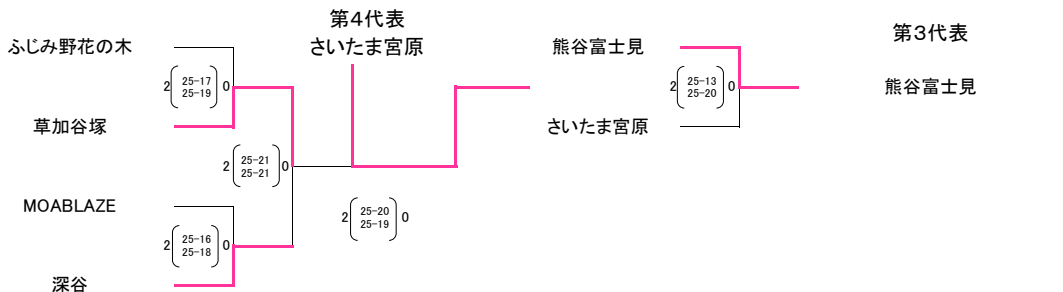 第4代表
さいたま宮原
第3代表
ふじみ野花の木
熊谷富士見
2 25-17 0
25-19
2 25-13 0
25-20
熊谷富士見
草加谷塚
さいたま宮原
2 25-21 0
25-21
MOABLAZE
2 25-20 0
25-19
2 25-16 0
25-18
深谷